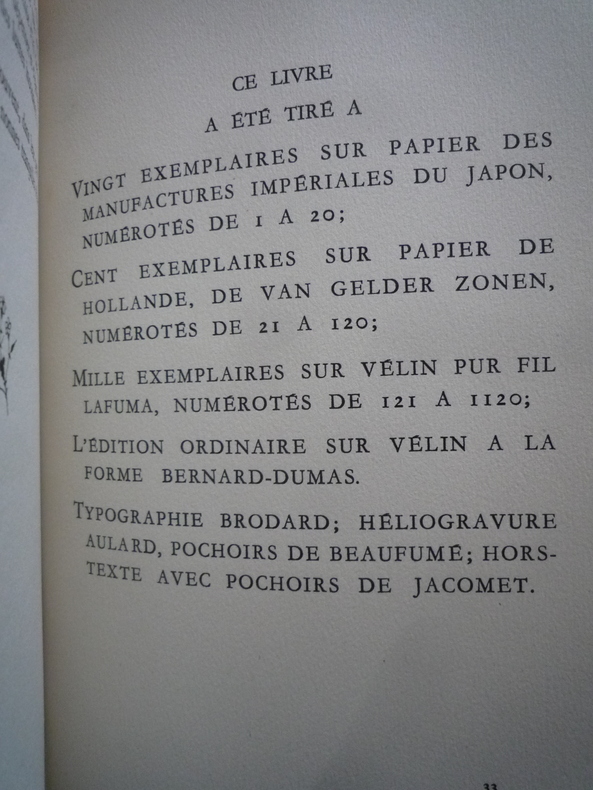 CE LIVRE
A ÉTÉ TIRÉ A
VINGT EXEMPLAIRES SUR PAPIER DES
MANUFACTURES IMPÉRIALES DU JAPON,
NUMÉROTÉS DE 1 A 20;
CENT EXEMPLAIRES SUR PAPIER DE
HOLLANDE, DE VAN GELDER ZONEN,
NUMÉROTÉS DE 21 A 120;
MILLE EXEMPLAIRES SUR VÉLIN PUR FIL
LAFUMA, NUMÉROTÉS DE 121 A 1120;
L'ÉDITION ORDINAIRE SUR VÉLIN A LA
FORME BERNARD-DUMAS.
TYPOGRAPHIE BRODARD; HÉLIOGRAVURE
AULARD, POCHOIRS DE BEAUFUMÉ; HORS-
TEXTE AVEC POCHOIRS DE JACOMET.
33